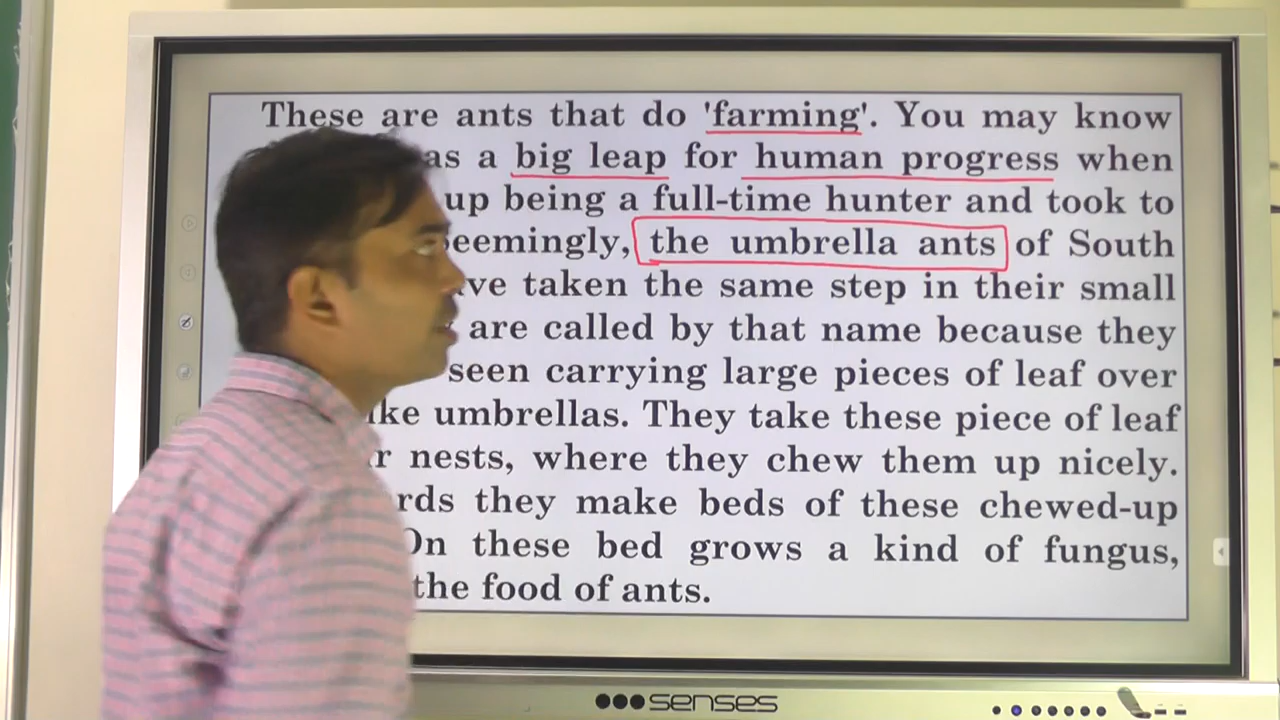 These are ants that do 'farming'. You may know
as a big leap for human progress when
up being a full-time hunter and took to
eemingly, the umbrella ants of South
ve taken the same step in their small
are called by that name because they
seen carrying large pieces of leaf over
ke umbrellas. They take these piece of leaf
r nests, where they chew them up nicely.
rds they make beds of these chewed-up
On these bed grows a kind of fungus,
the food of ants.
senses